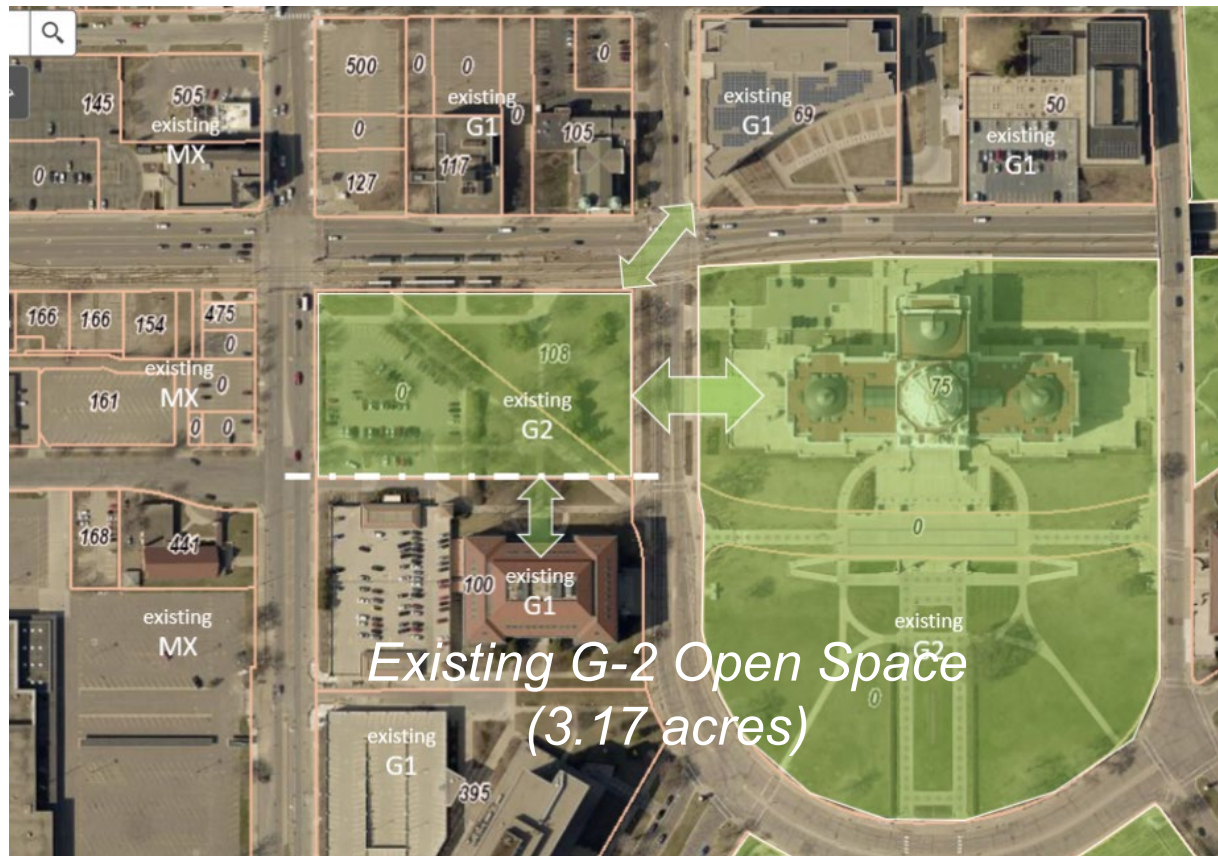 145
505
existing
MX
0
500
0
0
0
existing
G1
0
0
105
127
117
existing
G1
69
50
existing
G1
166
166
154
475
0
existing
MX
161
0
0
0
108
0
existing
G2
75
0
168
441
100
existing
G1
existing
MX
existing
G2
0
Existing G-2 Open Space
(3.17 acres)
existing
G1
395